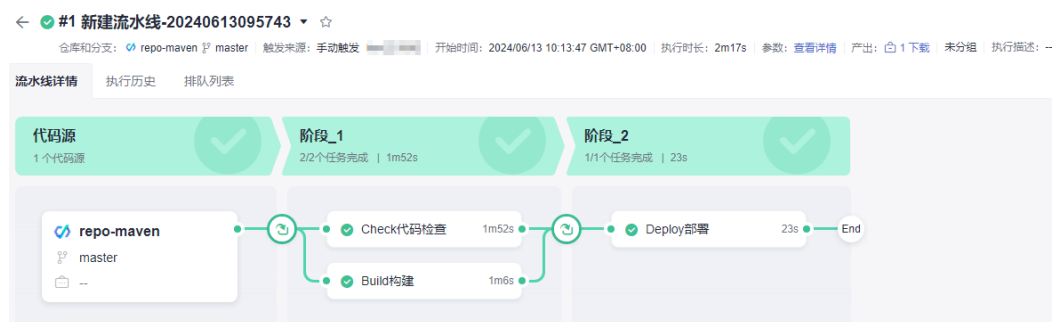 #1 新建流水线-20240613095743
仓库和分支： repo-maven master 触发来源：手动触发 开始时间：2024/06/13 10:13:47 GMT+08:00 执行时长：2m17s 参数：查看详情 产出： 1 下载 未分组 执行描述：--
流水线详情 执行历史 排队列表
代码源 阶段_1 阶段_2
1 个代码源 2/2个任务完成 | 1m52s 1/1个任务完成 | 23s
repo-maven Check代码检查 1m52s Deploy部署 23s End
master
-- Build构建 1m6s